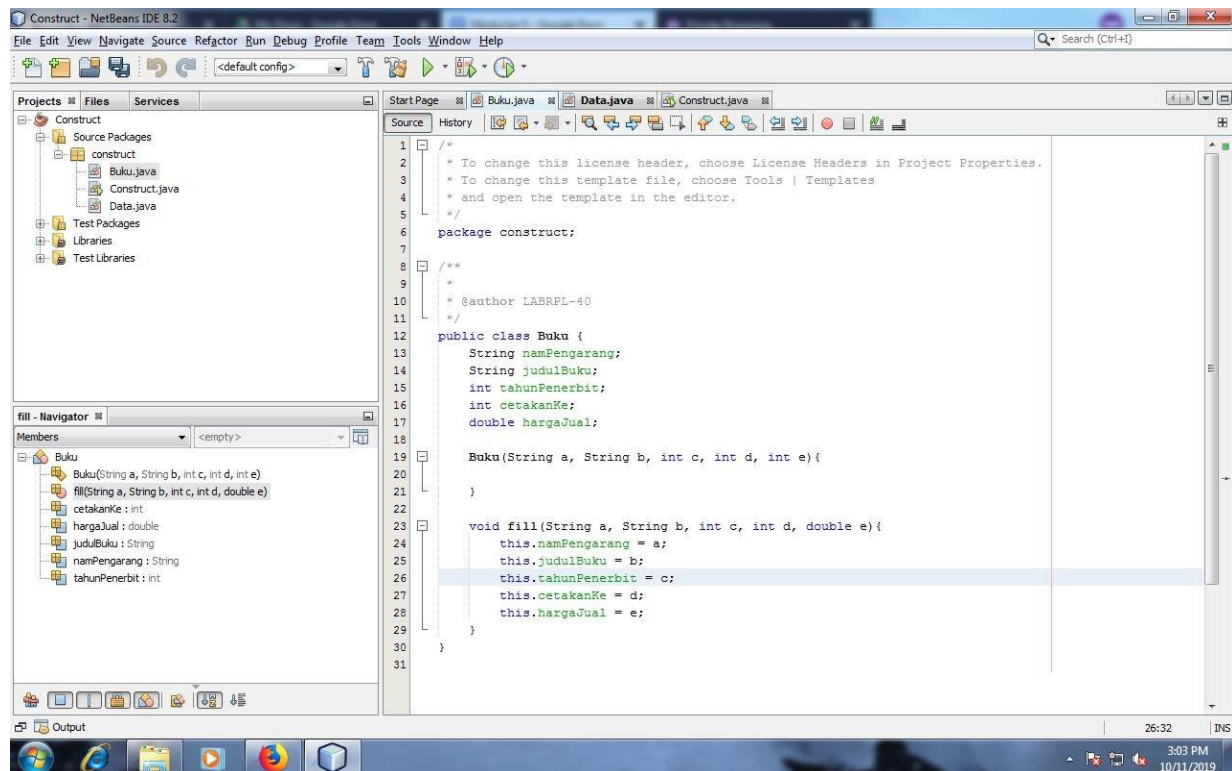 Construct - NetBeans IDE 8.2
File Edit View Navigate Source Refactor Run Debug Profile Team Tools Window Help
Search (Ctrl+I)
<default config>
Projects Files Services
Construct
Source Packages
construct
Buku.java
Construct.java
Data.java
Test Packages
Libraries
Test Libraries
fill - Navigator
Members <empty>
Buku
Buku(String a, String b, int c, int d, int e)
fill(String a, String b, int c, int d, double e)
cetakanKe : int
hargaJual : double
judulBuku : String
namPengarang : String
tahunPenerbit : int
Start Page Buku.java Data.java Construct.java
Source History
1 /*
2 * To change this license header, choose License Headers in Project Properties.
3 * To change this template file, choose Tools | Templates
4 * and open the template in the editor.
5 */
6 package construct;
7
8 /**
9 *
10 * @author LABRPL-40
11 */
12 public class Buku {
13 String namPengarang;
14 String judulBuku;
15 int tahunPenerbit;
16 int cetakanKe;
17 double hargaJual;
18
19 Buku(String a, String b, int c, int d, int e){
20
21 }
22
23 void fill(String a, String b, int c, int d, double e){
24 this.namPengarang = a;
25 this.judulBuku = b;
26 this.tahunPenerbit = c;
27 this.cetakanKe = d;
28 this.hargaJual = e;
29 }
30 }
31
Output
26:32 INS
3:03 PM
10/11/2019